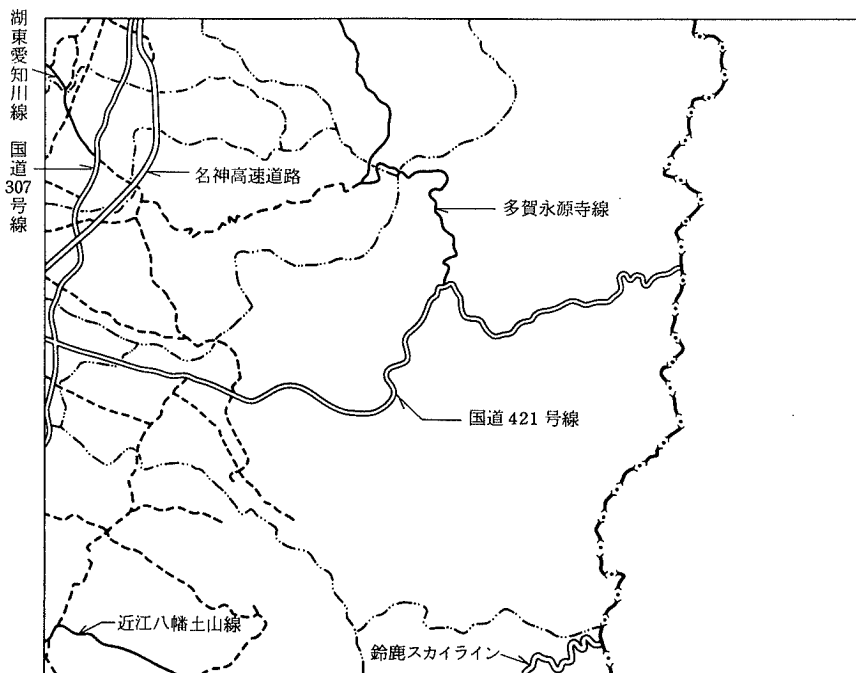 湖東愛知川線
国道307号線
名神高速道路
多賀永源寺線
国道421号線
近江八幡土山線
鈴鹿スカイライン